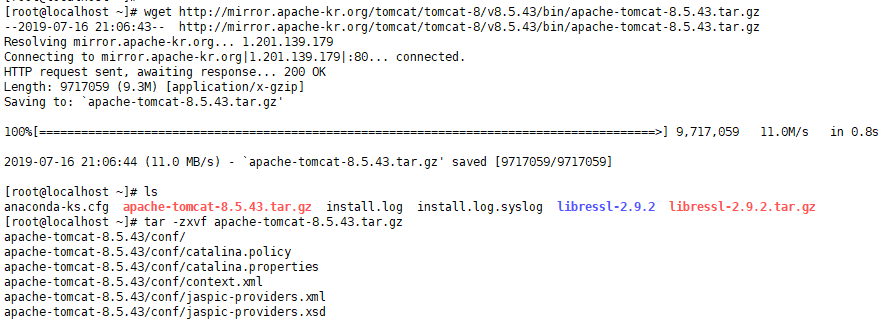 [root@localhost ~]# wget http://mirror.apache-kr.org/tomcat/tomcat-8/v8.5.43/bin/apache-tomcat-8.5.43.tar.gz
--2019-07-16 21:06:43--  http://mirror.apache-kr.org/tomcat/tomcat-8/v8.5.43/bin/apache-tomcat-8.5.43.tar.gz
Resolving mirror.apache-kr.org... 1.201.139.179
Connecting to mirror.apache-kr.org|1.201.139.179|:80... connected.
HTTP request sent, awaiting response... 200 OK
Length: 9717059 (9.3M) [application/x-gzip]
Saving to: `apache-tomcat-8.5.43.tar.gz'
100%[======================================================================================>] 9,717,059   11.0M/s   in 0.8s
2019-07-16 21:06:44 (11.0 MB/s) - `apache-tomcat-8.5.43.tar.gz' saved [9717059/9717059]
[root@localhost ~]# ls
anaconda-ks.cfg  apache-tomcat-8.5.43.tar.gz  install.log  install.log.syslog  libressl-2.9.2  libressl-2.9.2.tar.gz
[root@localhost ~]# tar -zxvf apache-tomcat-8.5.43.tar.gz
apache-tomcat-8.5.43/conf/
apache-tomcat-8.5.43/conf/catalina.policy
apache-tomcat-8.5.43/conf/catalina.properties
apache-tomcat-8.5.43/conf/context.xml
apache-tomcat-8.5.43/conf/jaspic-providers.xml
apache-tomcat-8.5.43/conf/jaspic-providers.xsd